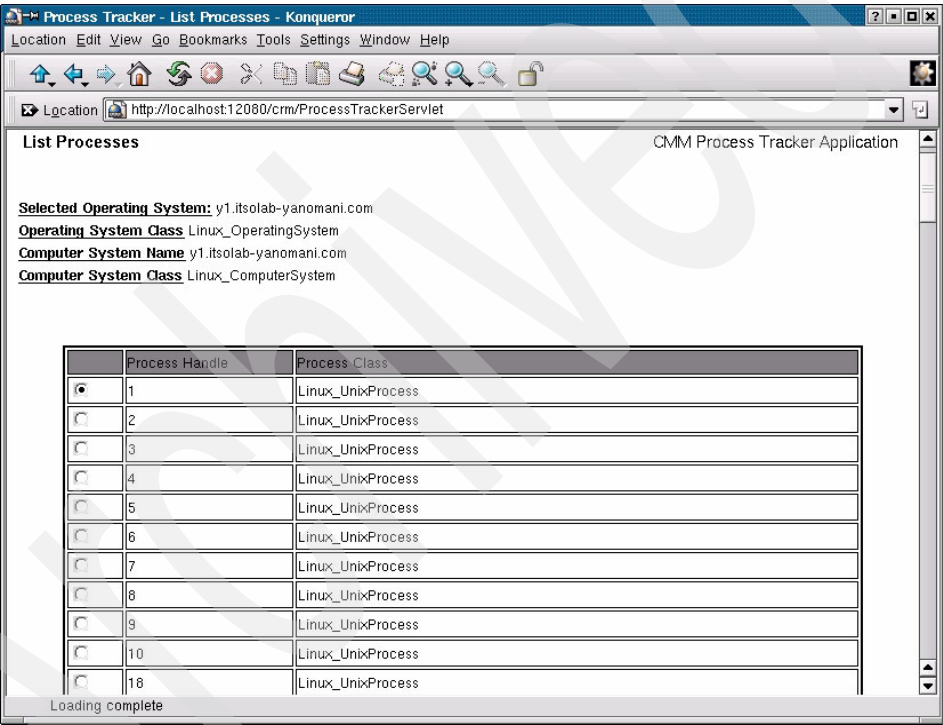 Process Tracker - List Processes - Konqueror
Location Edit View Go Bookmarks Tools Settings Window Help
Location http://localhost:12080/crm/ProcessTrackerServlet
List Processes CMM Process Tracker Application
Selected Operating System: y1.itsolab-yanomani.com
Operating System Class Linux_OperatingSystem
Computer System Name y1.itsolab-yanomani.com
Computer System Class Linux_ComputerSystem
Process Handle Process Class
1 Linux_UnixProcess
2 Linux_UnixProcess
3 Linux_UnixProcess
4 Linux_UnixProcess
5 Linux_UnixProcess
6 Linux_UnixProcess
7 Linux_UnixProcess
8 Linux_UnixProcess
9 Linux_UnixProcess
10 Linux_UnixProcess
18 Linux_UnixProcess
Loading complete